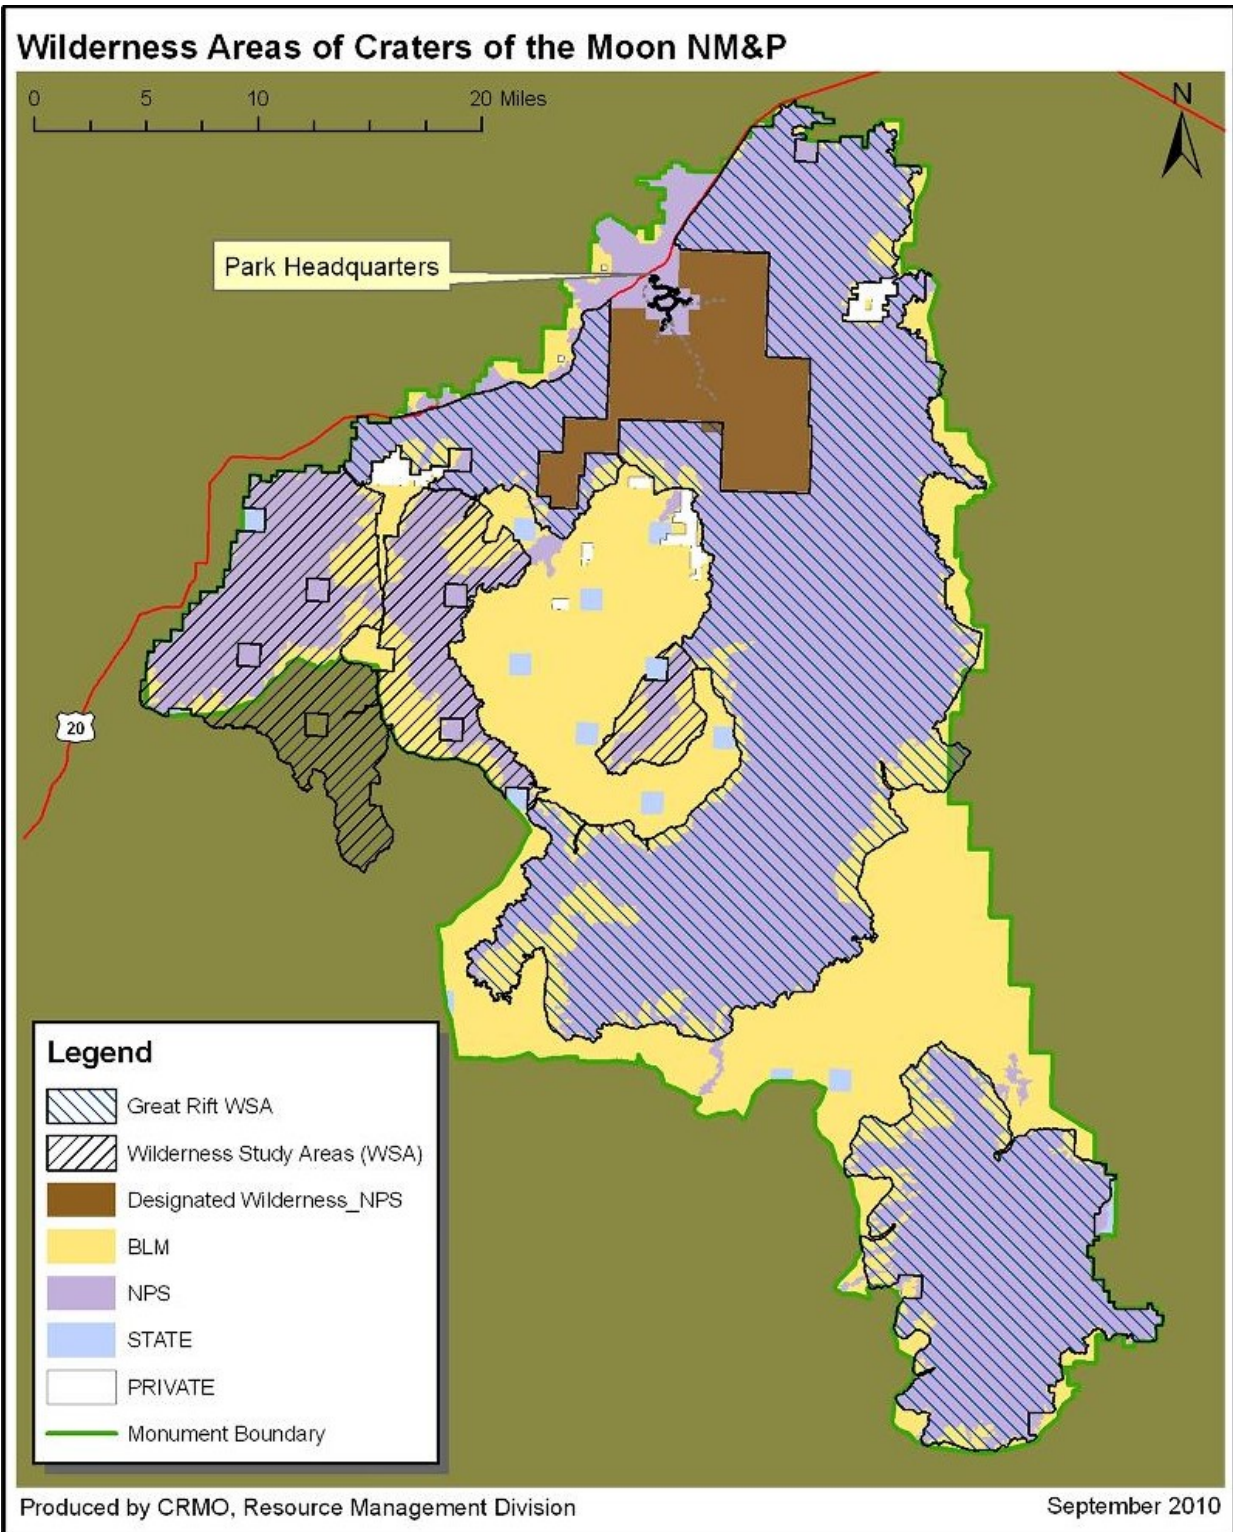 Wilderness Areas of Craters of the Moon NM&P
0 5 10 20 Miles
N
Park Headquarters
20
Legend
Great Rift WSA
Wilderness Study Areas (WSA)
Designated Wilderness_NPS
BLM
NPS
STATE
PRIVATE
Monument Boundary
Produced by CRMO, Resource Management Division
September 2010